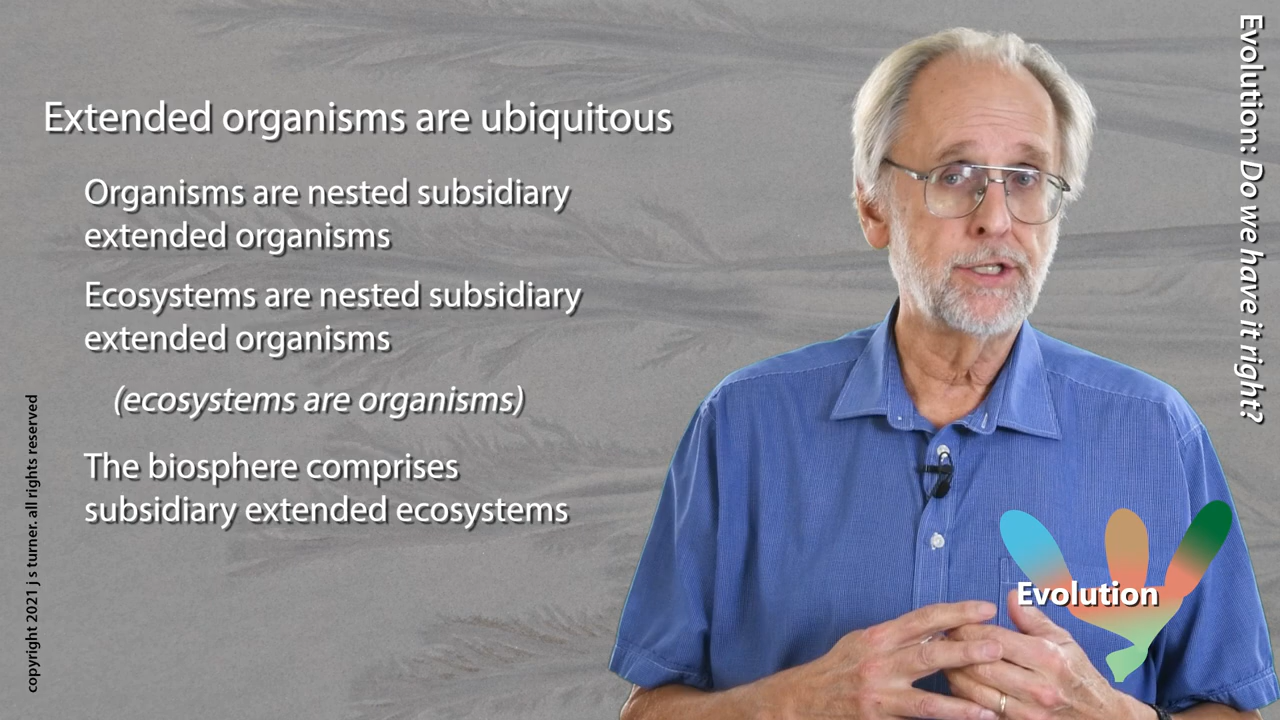 Extended organisms are ubiquitous
Organisms are nested subsidiary
extended organisms
Ecosystems are nested subsidiary
extended organisms
(ecosystems are organisms)
The biosphere comprises
subsidiary extended ecosystems
Evolution: Do we have it right?
Evolution
copyright 2021 j s turner. all rights reserved